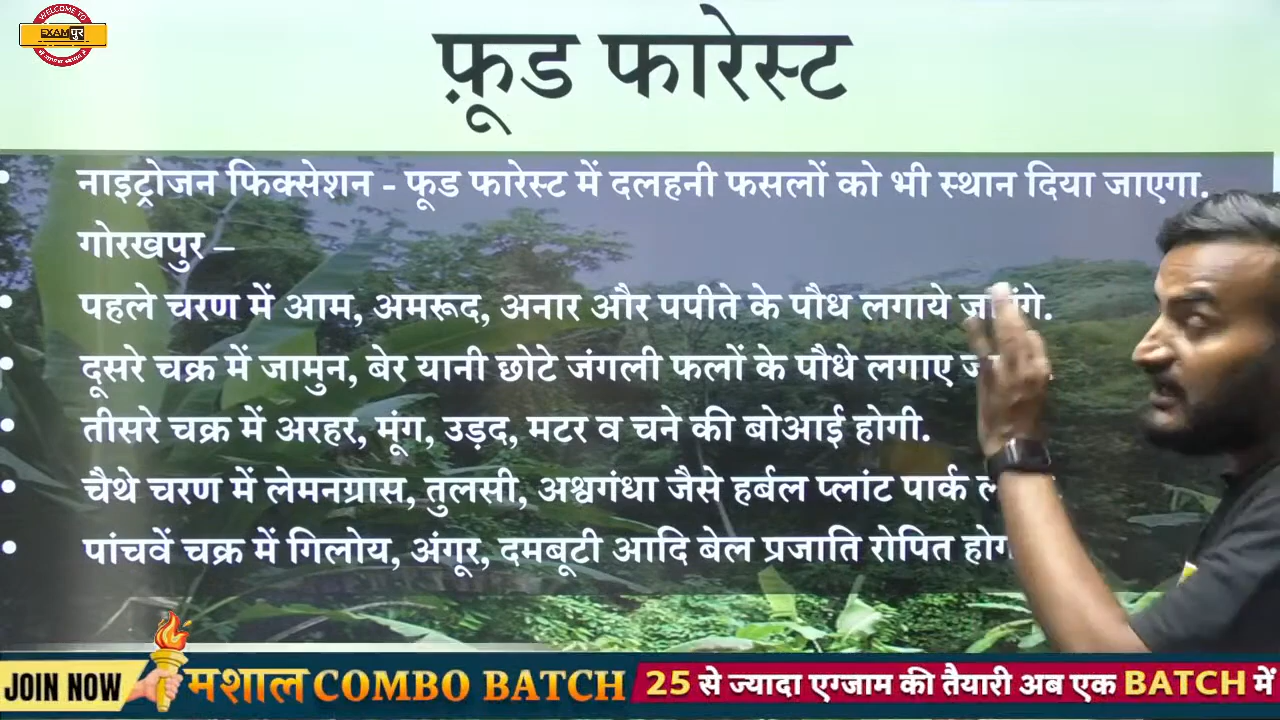 WELCOME TO
EXAMपुर
फ़ूड फारेस्ट
नाइट्रोजन फिक्सेशन - फूड फारेस्ट में दलहनी फसलों को भी स्थान दिया जाएगा.
गोरखपुर –
पहले चरण में आम, अमरूद, अनार और पपीते के पौध लगाये
दूसरे चक्र में जामुन, बेर यानी छोटे जंगली फलों के पौधे लगाए
तीसरे चक्र में अरहर, मूंग, उड़द, मटर व चने की बोआई होगी.
चैथे चरण में लेमनग्रास, तुलसी, अश्वगंधा जैसे हर्बल प्लांट पार्क
पांचवें चक्र में गिलोय, अंगूर, दमबूटी आदि बेल प्रजाति रोपित
JOIN NOW मशाल COMBO BATCH 25 से ज्यादा एग्जाम की तैयारी अब एक BATCH में